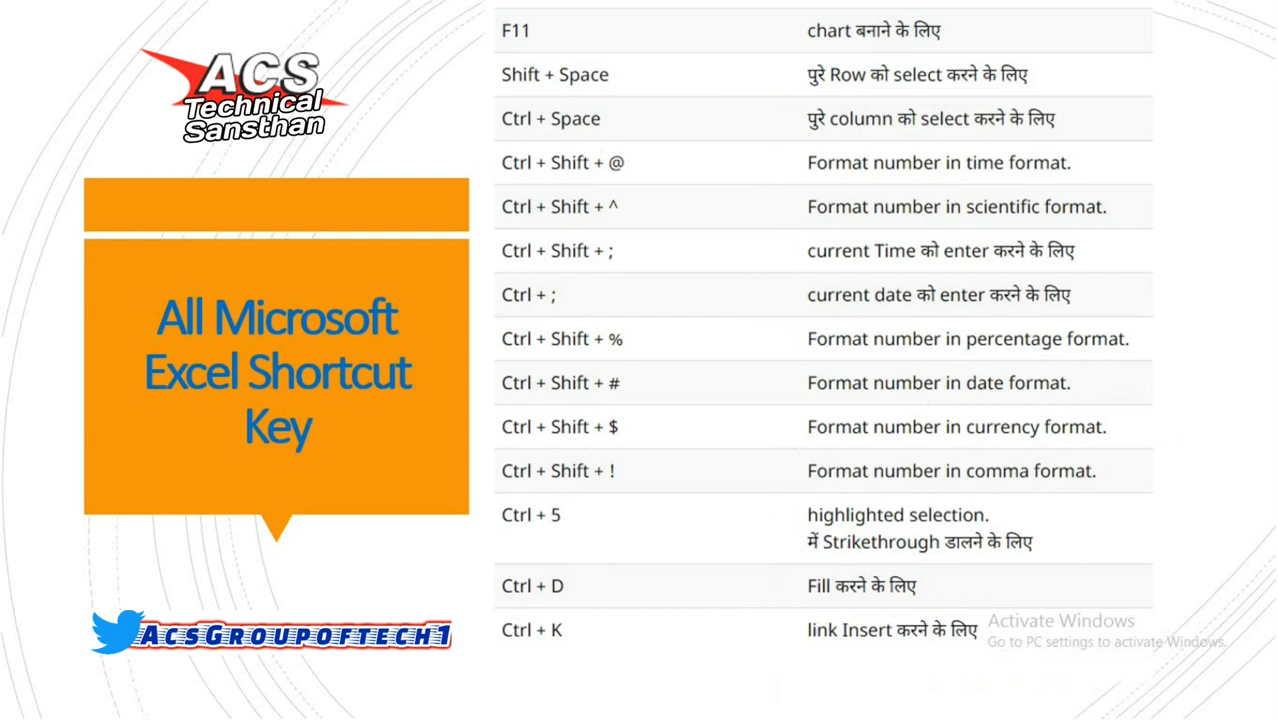 ACS
Technical
Sansthan
All Microsoft
Excel Shortcut
Key
AcsGroupoftech1
F11 chart बनाने के लिए
Shift + Space पुरे Row को select करने के लिए
Ctrl + Space पुरे column को select करने के लिए
Ctrl + Shift + @ Format number in time format.
Ctrl + Shift + ^ Format number in scientific format.
Ctrl + Shift + ; current Time को enter करने के लिए
Ctrl + ; current date को enter करने के लिए
Ctrl + Shift + % Format number in percentage format.
Ctrl + Shift + # Format number in date format.
Ctrl + Shift + $ Format number in currency format.
Ctrl + Shift + ! Format number in comma format.
Ctrl + 5 highlighted selection.
में Strikethrough डालने के लिए
Ctrl + D Fill करने के लिए
Ctrl + K link Insert करने के लिए
Activate Windows
Go to PC settings to activate Windows.